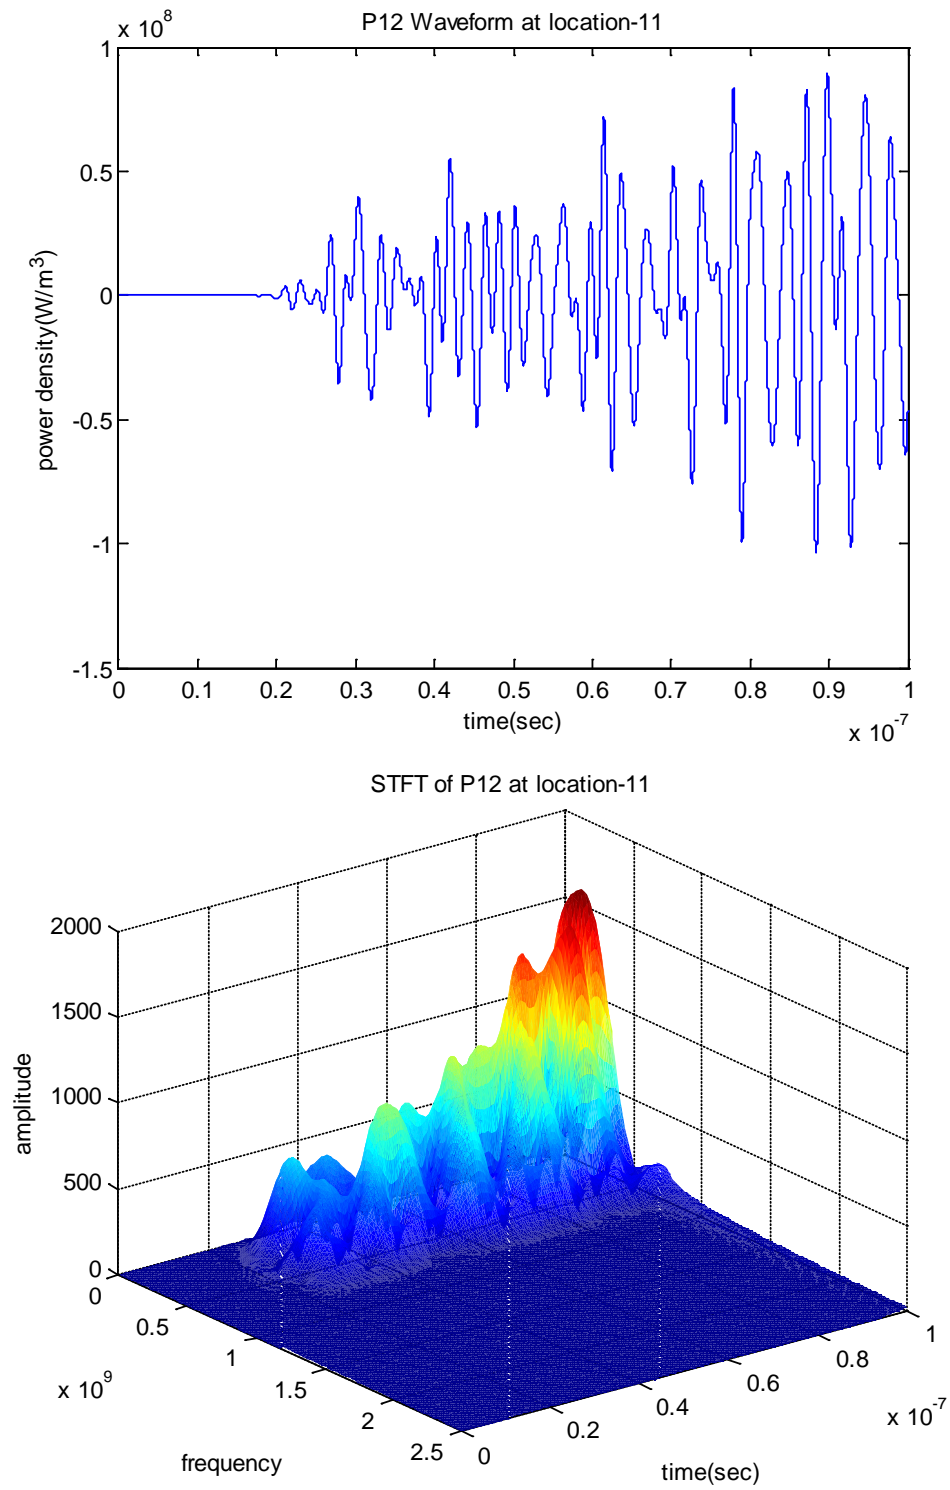 P12 Waveform at location-11
x 10^8
1
0.5
0
-0.5
-1
-1.5
power density(W/m^3)
0 0.1 0.2 0.3 0.4 0.5 0.6 0.7 0.8 0.9 1
time(sec)
x 10^-7
STFT of P12 at location-11
2000
1500
1000
500
0
amplitude
0 0.5 1 1.5 2 2.5
x 10^9
frequency
0 0.2 0.4 0.6 0.8 1
x 10^-7
time(sec)